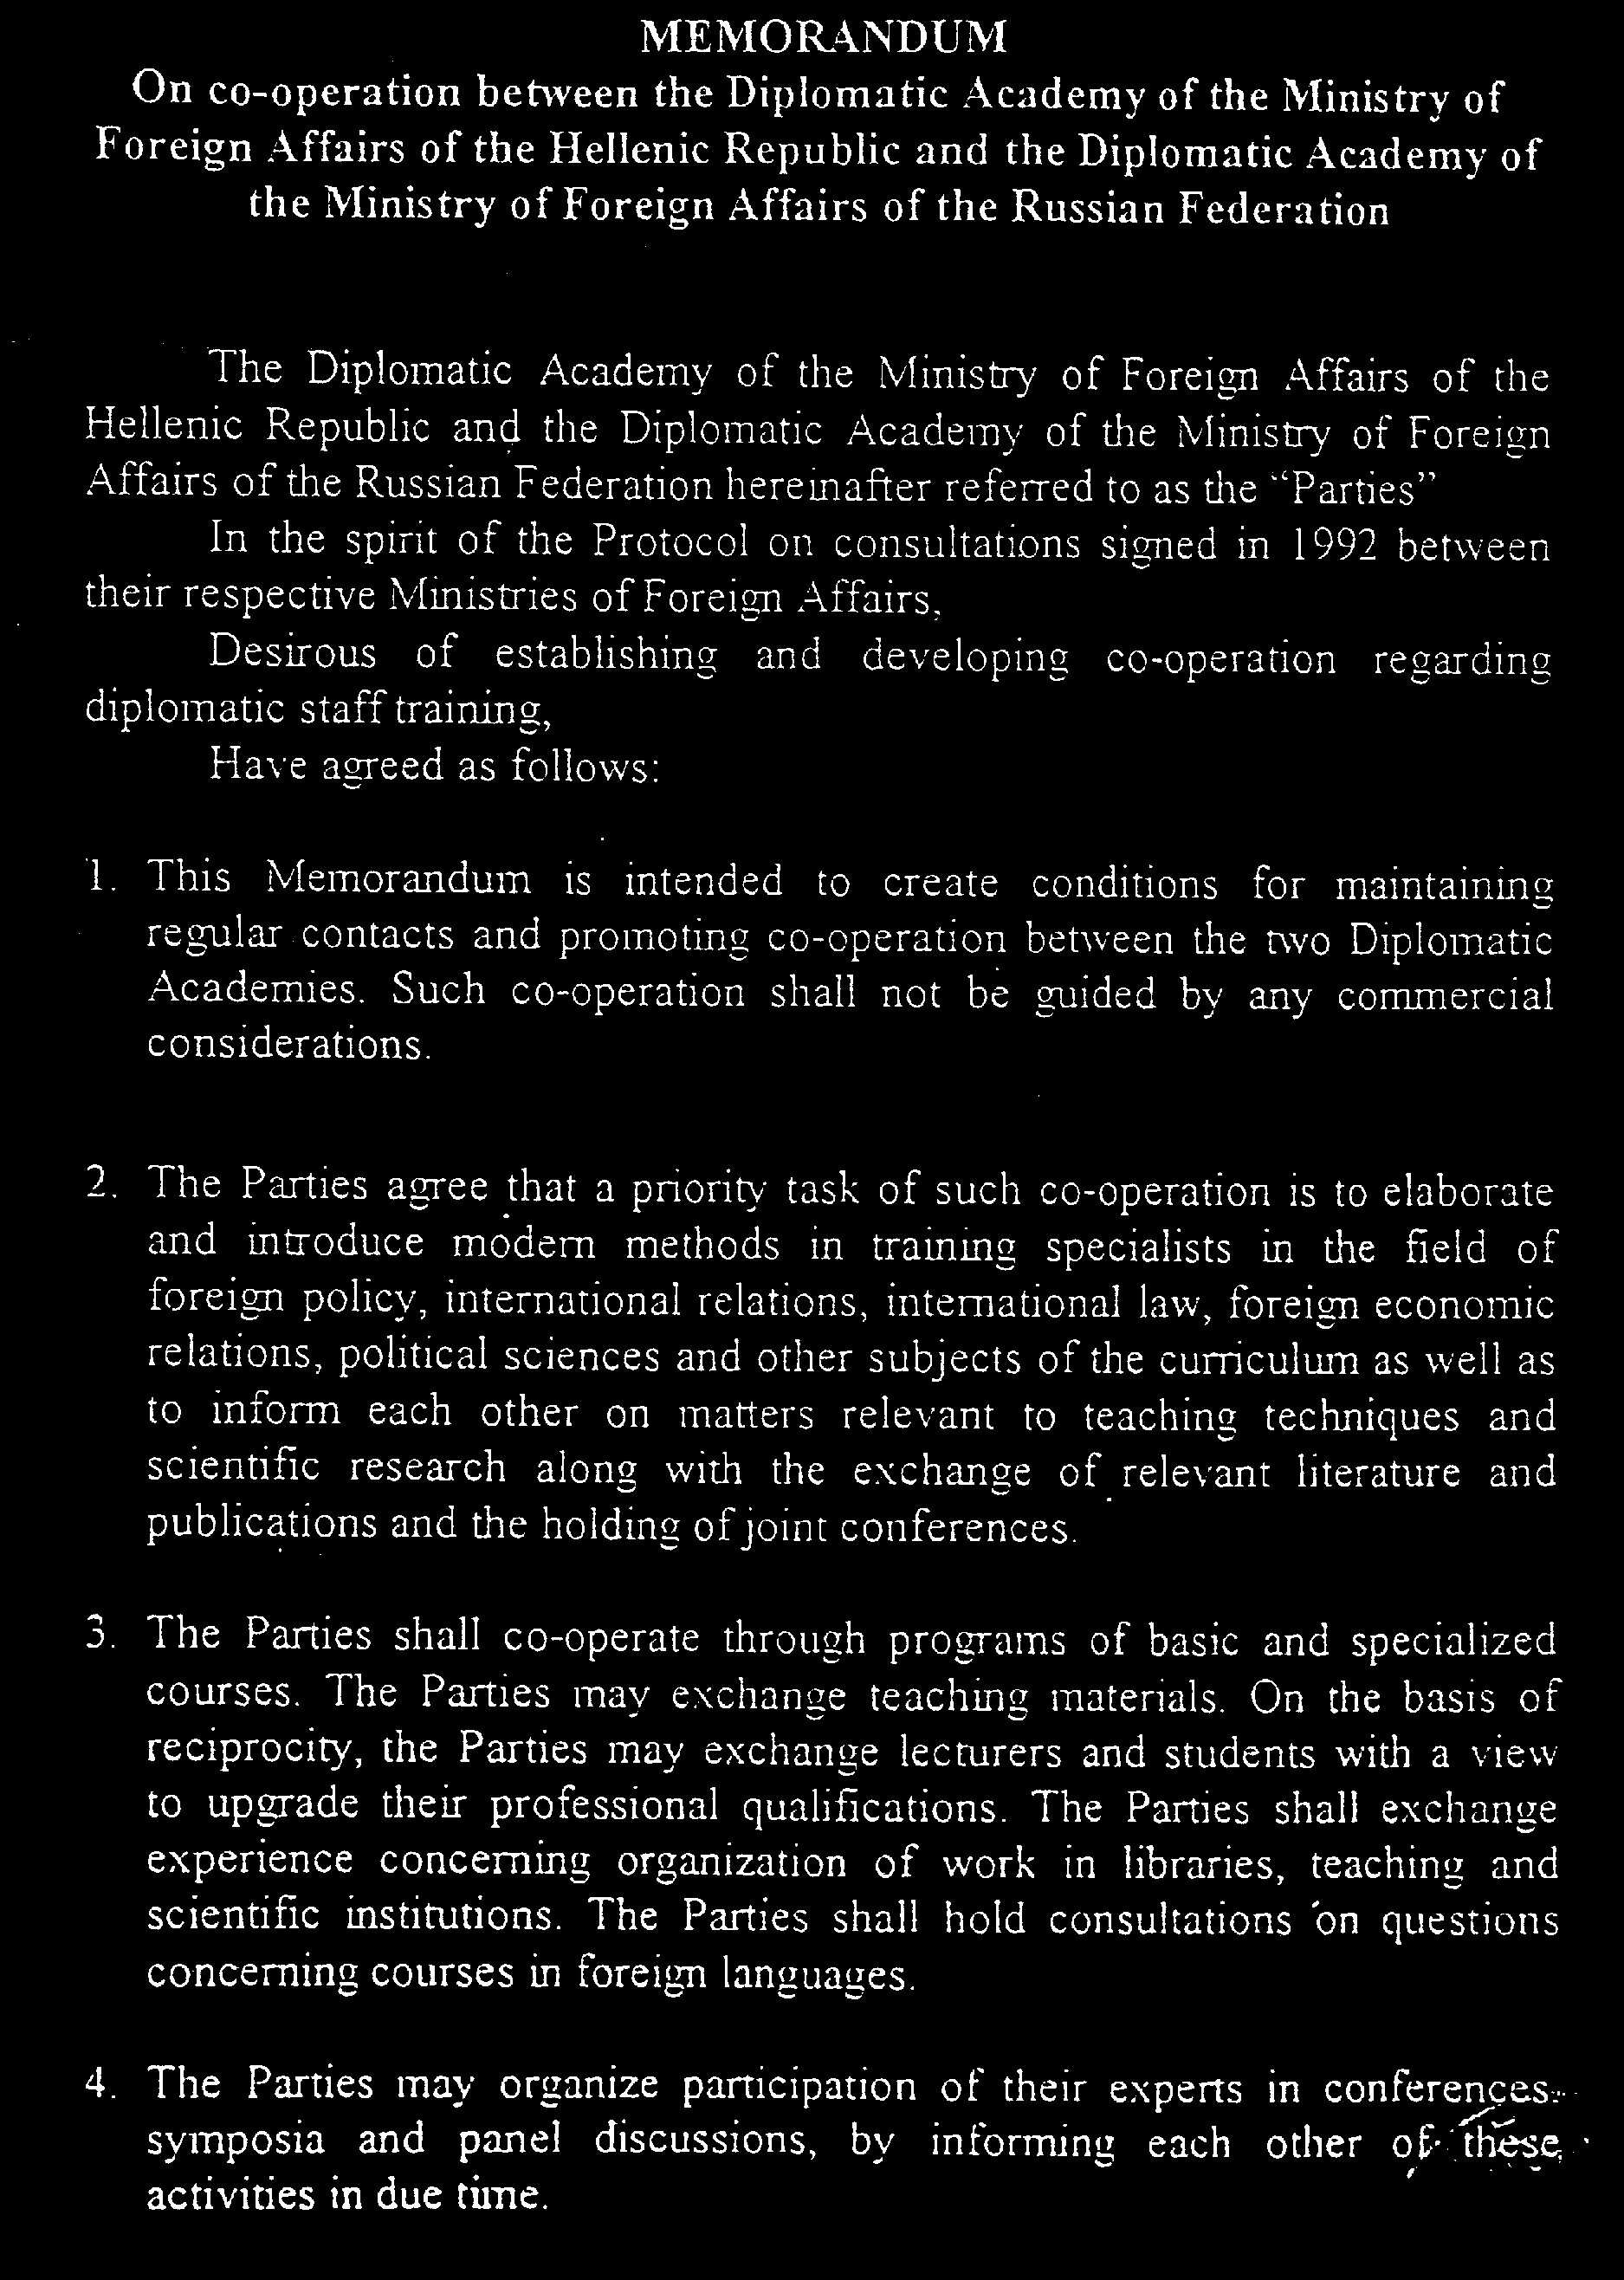 MEMORANDUM
On co-operation between the Diplomatic Academy of the Ministry of
Foreign Affairs of the Hellenic Republic and the Diplomatic Academy of
the Ministry of Foreign Affairs of the Russian Federation
The Diplomatic Academy of the Ministry of Foreign Affairs of the
Hellenic Republic and the Diplomatic Academy of the Ministry of Foreign
Affairs of the Russian Federation hereinafter referred to as the “Parties”
In the spirit of the Protocol on consultations signed in 1992 between
their respective Ministries of Foreign Affairs,
Desirous of establishing and developing co-operation regarding
diplomatic staff training,
Have agreed as follows:
1. This Memorandum is intended to create conditions for maintaining
regular contacts and promoting co-operation between the two Diplomatic
Academies. Such co-operation shall not be guided by any commercial
considerations.
2. The Parties agree that a priority task of such co-operation is to elaborate
and introduce modern methods in training specialists in the field of
foreign policy, international relations, international law, foreign economic
relations, political sciences and other subjects of the curriculum as well as
to inform each other on matters relevant to teaching techniques and
scientific research along with the exchange of relevant literature and
publications and the holding of joint conferences.
3. The Parties shall co-operate through programs of basic and specialized
courses. The Parties may exchange teaching materials. On the basis of
reciprocity, the Parties may exchange lecturers and students with a view
to upgrade their professional qualifications. The Parties shall exchange
experience concerning organization of work in libraries, teaching and
scientific institutions. The Parties shall hold consultations on questions
concerning courses in foreign languages.
4. The Parties may organize participation of their experts in conferences,
symposia and panel discussions, by informing each other of these
activities in due time.